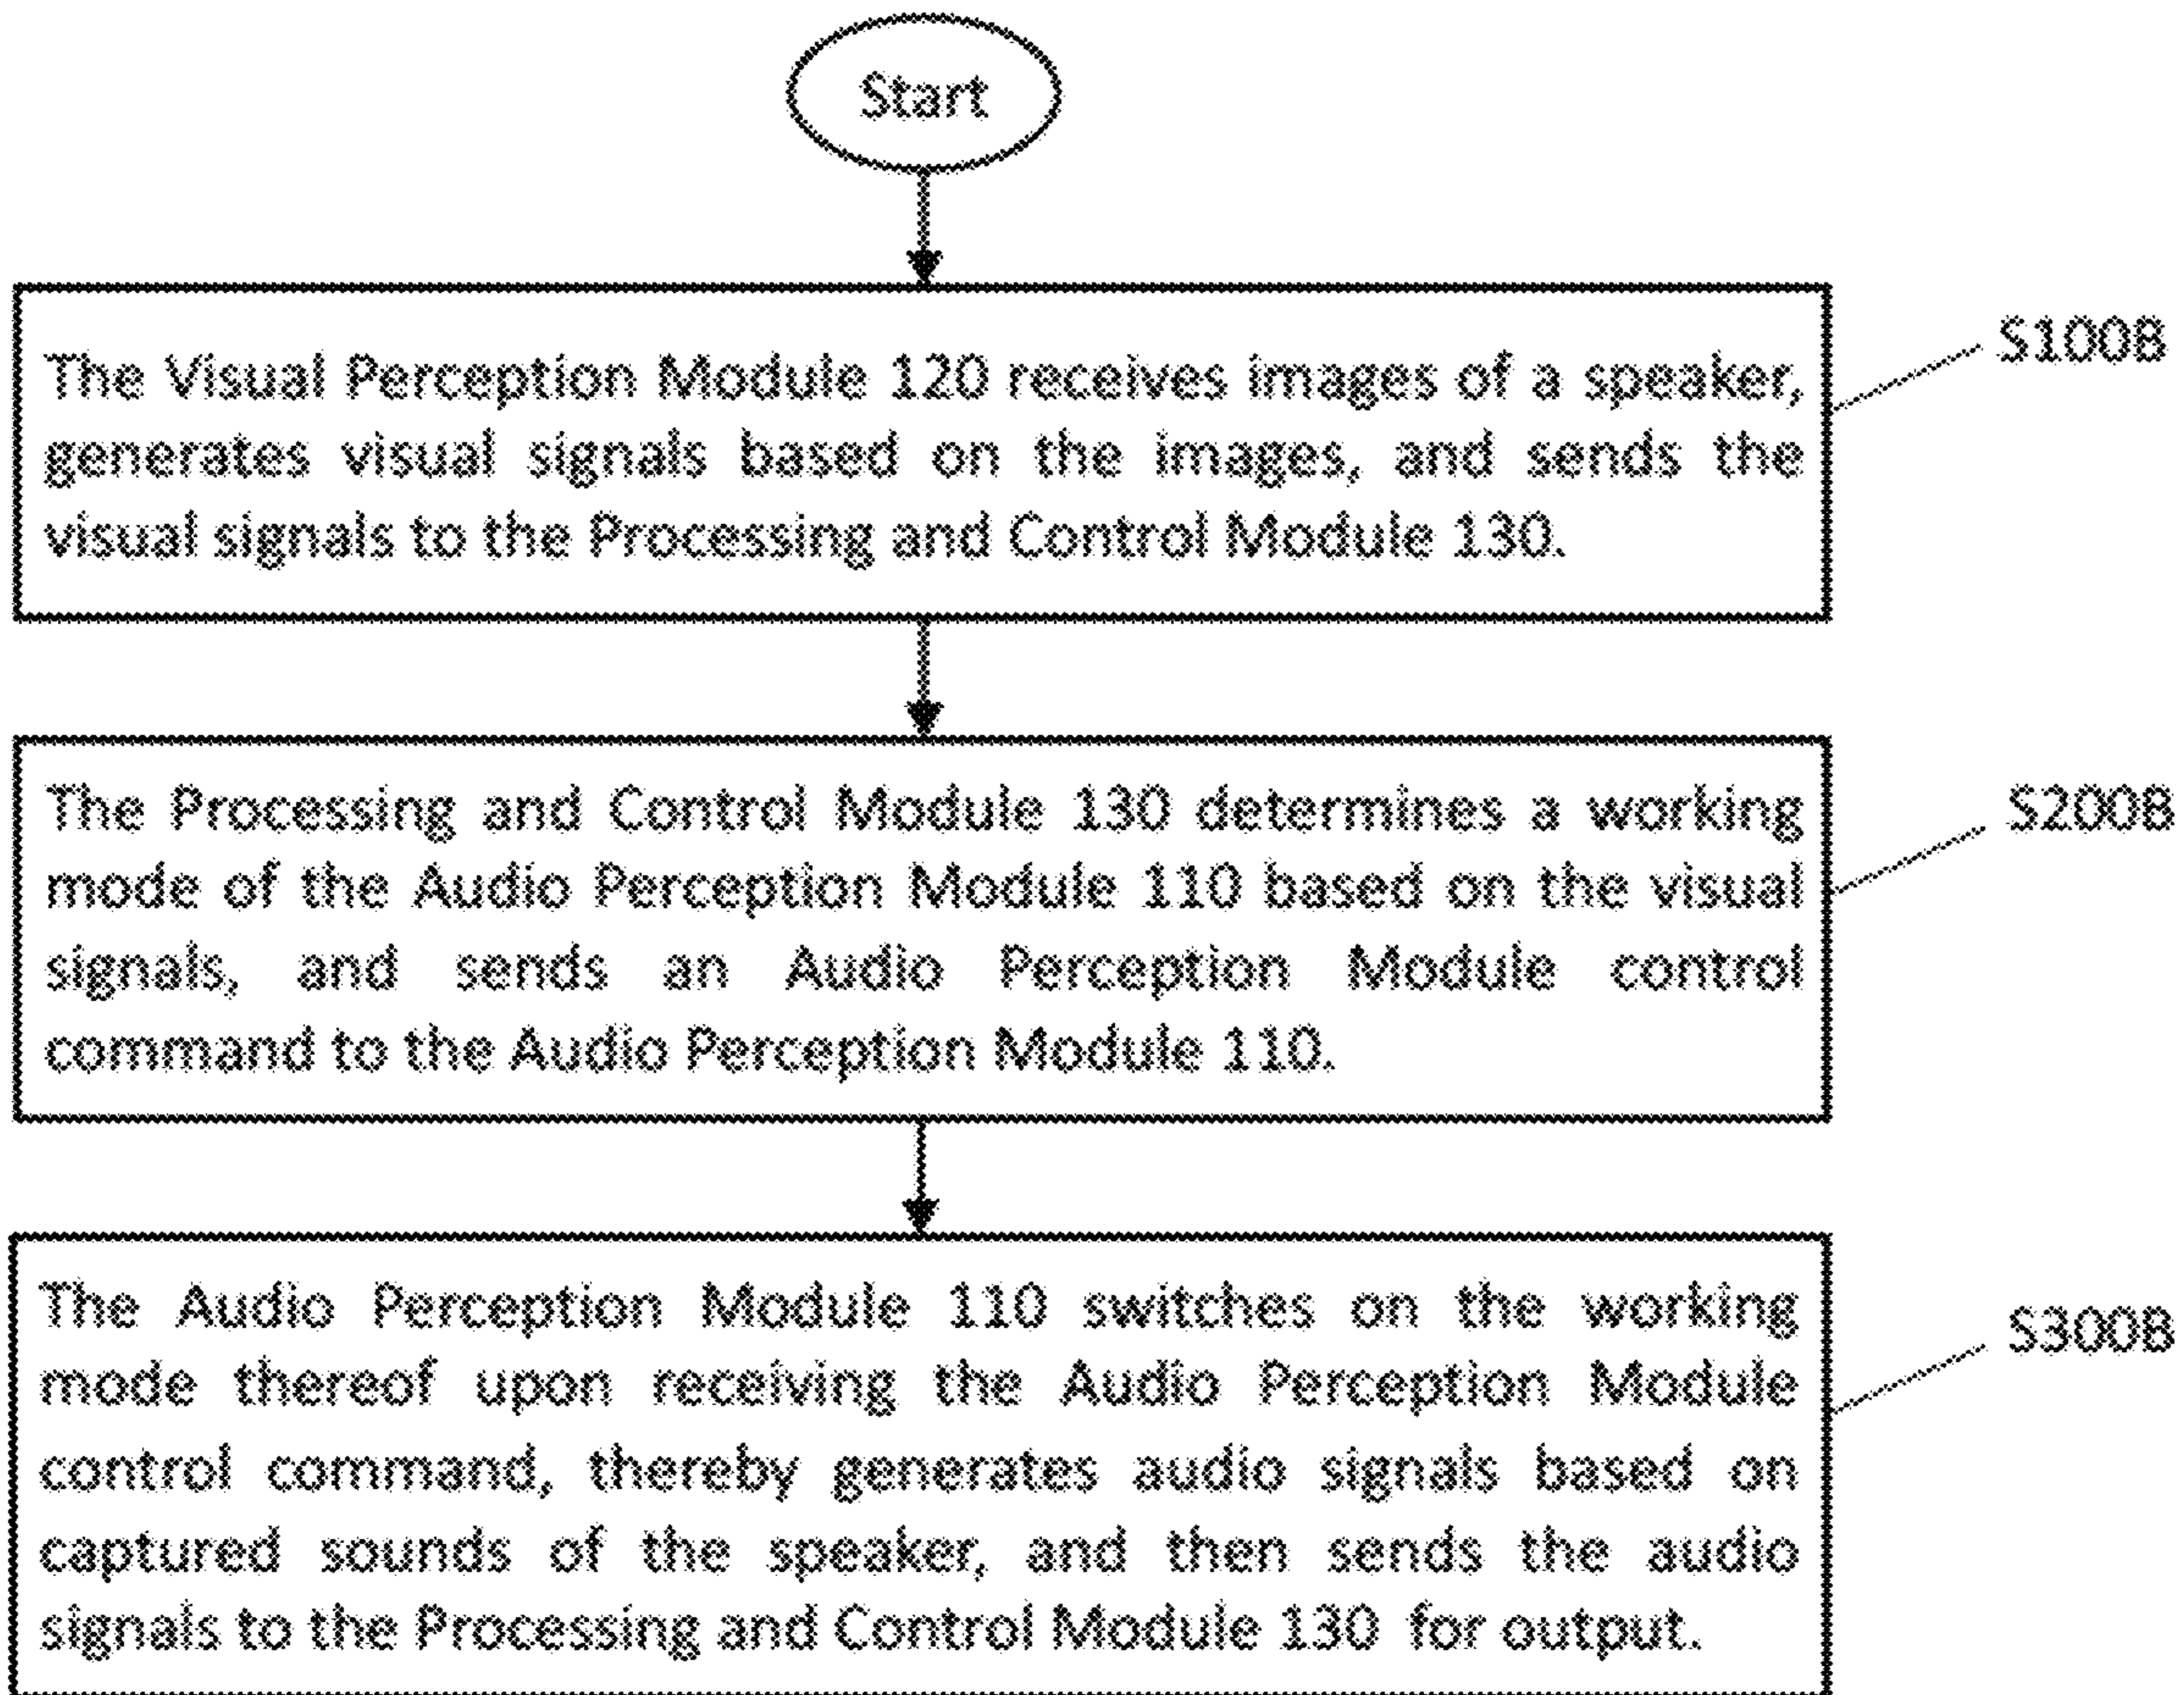 Start
The Visual Perception Module 120 receives images of a speaker,
generates visual signals based on the images, and sends the
visual signals to the Processing and Control Module 130.
S100B
The Processing and Control Module 130 determines a working
mode of the Audio Perception Module 110 based on the visual
signals, and sends an Audio Perception Module control
command to the Audio Perception Module 110.
S200B
The Audio Perception Module 110 switches on the working
mode thereof upon receiving the Audio Perception Module
control command, thereby generates audio signals based on
captured sounds of the speaker, and then sends the audio
signals to the Processing and Control Module 130 for output.
S300B